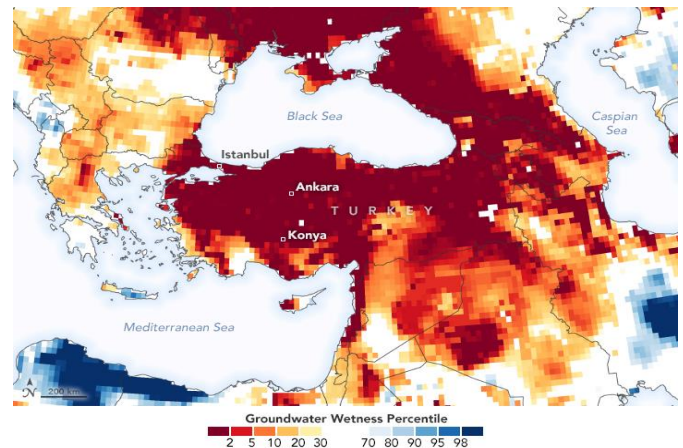 Black Sea
Caspian
Sea
Istanbul
Ankara
TURKEY
Konya
Mediterranean Sea
N
200 km
Groundwater Wetness Percentile
2 5 10 20 30 70 80 90 95 98